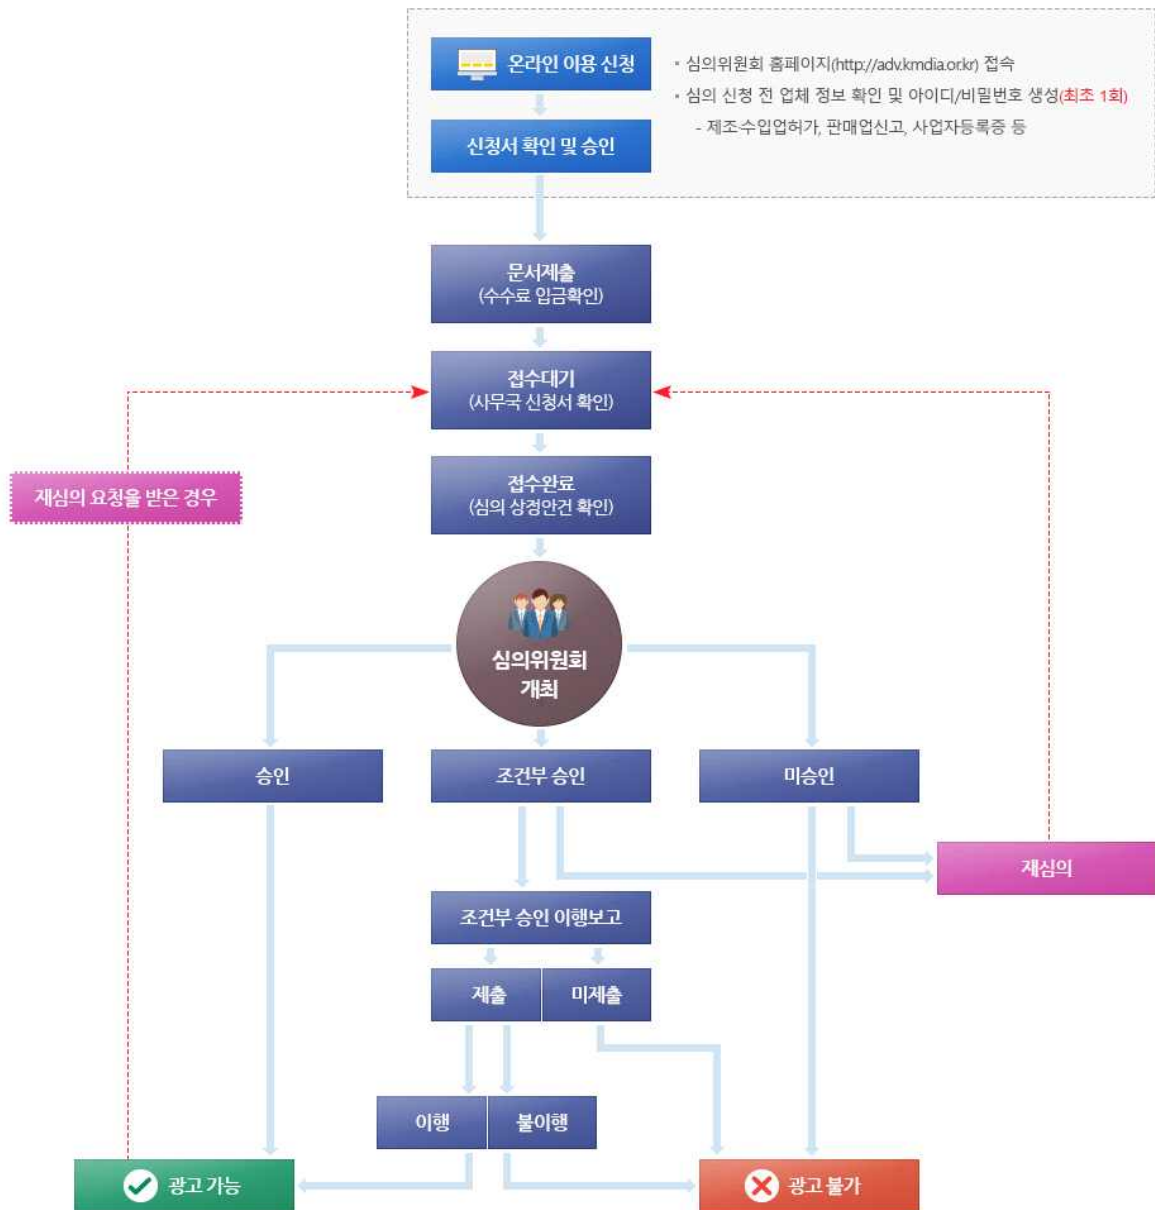 온라인 이용 신청
• 심의위원회 홈페이지(http://adv.kmdia.or.kr) 접속
• 심의 신청 전 업체 정보 확인 및 아이디/비밀번호 생성(최초 1회)
- 제조·수입업허가, 판매업신고, 사업자등록증 등
신청서 확인 및 승인
문서제출
(수수료 입금확인)
접수대기
(사무국 신청서 확인)
재심의 요청을 받은 경우
접수완료
(심의 상정안건 확인)
심의위원회
개최
승인
조건부 승인
미승인
재심의
조건부 승인 이행보고
제출
미제출
이행
불이행
광고 가능
광고 불가